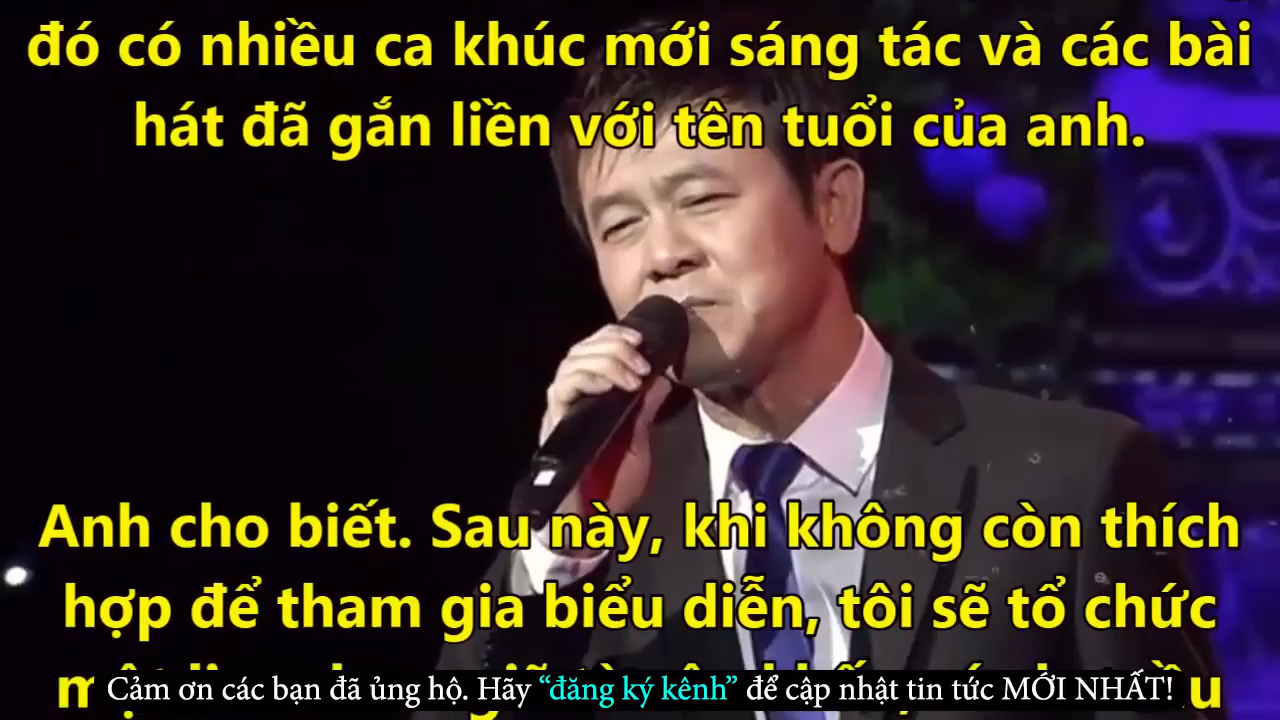 đó có nhiều ca khúc mới sáng tác và các bài
hát đã gắn liền với tên tuổi của anh.
Anh cho biết. Sau này, khi không còn thích
hợp để tham gia biểu diễn, tôi sẽ tổ chức
Cảm ơn các bạn đã ủng hộ. Hãy “đăng ký kênh” để cập nhật tin tức MỚI NHẤT!